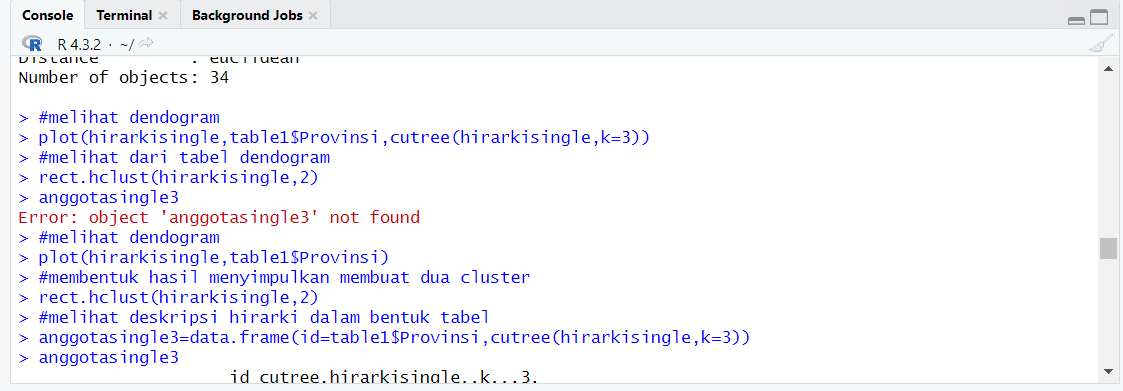 Console Terminal Background Jobs
R 4.3.2 · ~/
Distance : euclidean
Number of objects: 34
> #melihat dendogram
> plot(hirarkisingle,table1$Provinsi,cutree(hirarkisingle,k=3))
> #melihat dari tabel dendogram
> rect.hclust(hirarkisingle,2)
> anggotasingle3
Error: object 'anggotasingle3' not found
> #melihat dendogram
> plot(hirarkisingle,table1$Provinsi)
> #membentuk hasil menyimpulkan membuat dua cluster
> rect.hclust(hirarkisingle,2)
> #melihat deskripsi hirarki dalam bentuk tabel
> anggotasingle3=data.frame(id=table1$Provinsi,cutree(hirarkisingle,k=3))
> anggotasingle3
id cutree.hirarkisingle..k...3.